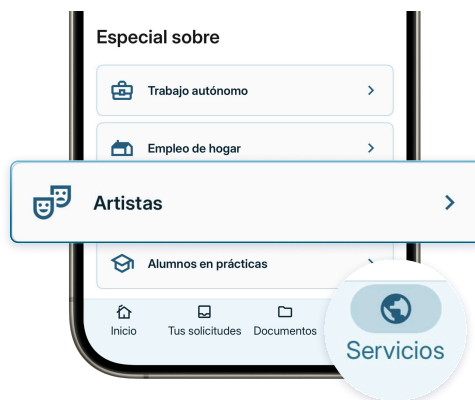 Especial sobre
Trabajo autónomo
Empleo de hogar
Artistas
Alumnos en prácticas
Inicio
Tus solicitudes
Documentos
Servicios